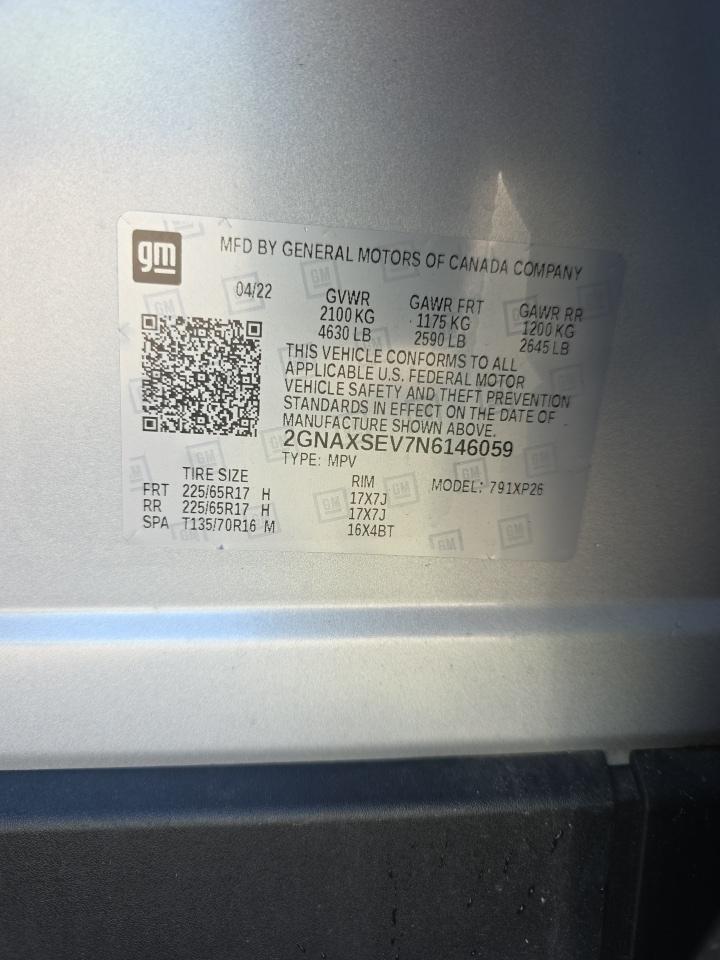 gm
MFD BY GENERAL MOTORS OF CANADA COMPANY
04/22 GVWR GAWR FRT GAWR RR
2100 KG 1175 KG 1200 KG
4630 LB 2590 LB 2645 LB
THIS VEHICLE CONFORMS TO ALL
APPLICABLE U.S. FEDERAL MOTOR
VEHICLE SAFETY AND THEFT PREVENTION
STANDARDS IN EFFECT ON THE DATE OF
MANUFACTURE SHOWN ABOVE.
2GNAXSEV7N6146059
TYPE: MPV
TIRE SIZE RIM MODEL: 791XP26
FRT 225/65R17 H 17X7J
RR 225/65R17 H 17X7J
SPA T135/70R16 M 16X4BT